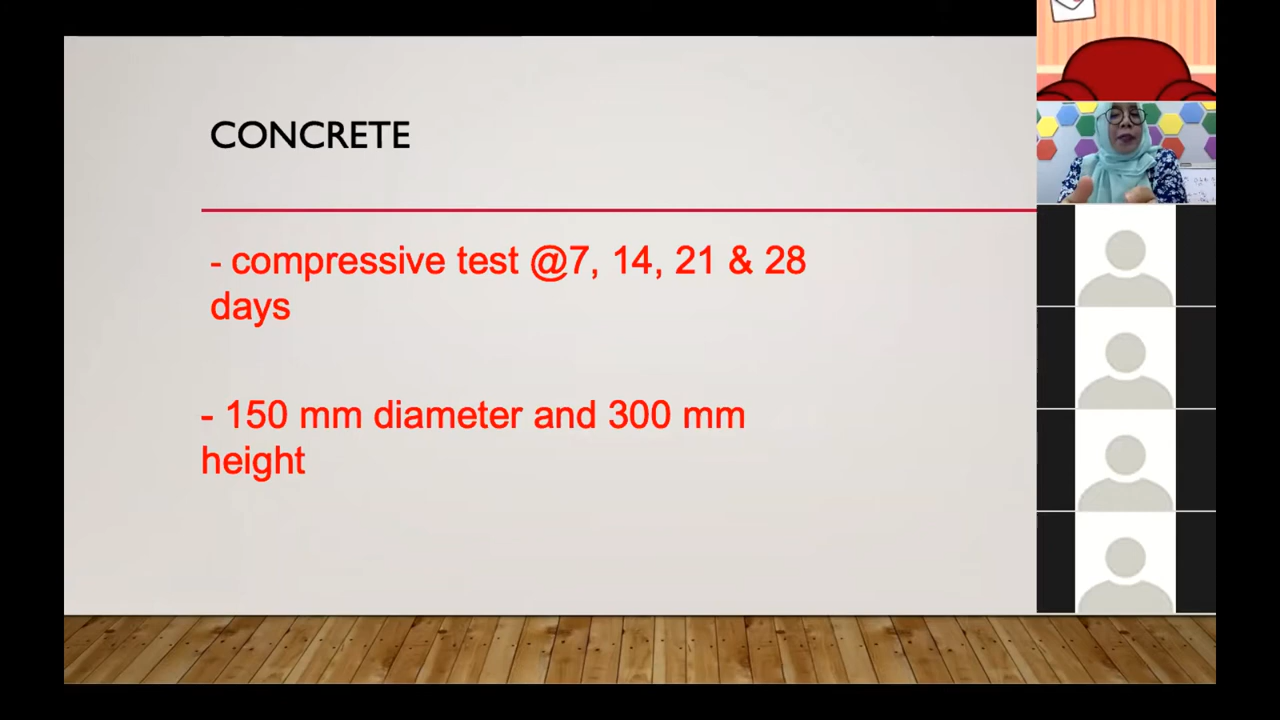 CONCRETE
- compressive test @7, 14, 21 & 28
days
- 150 mm diameter and 300 mm
height